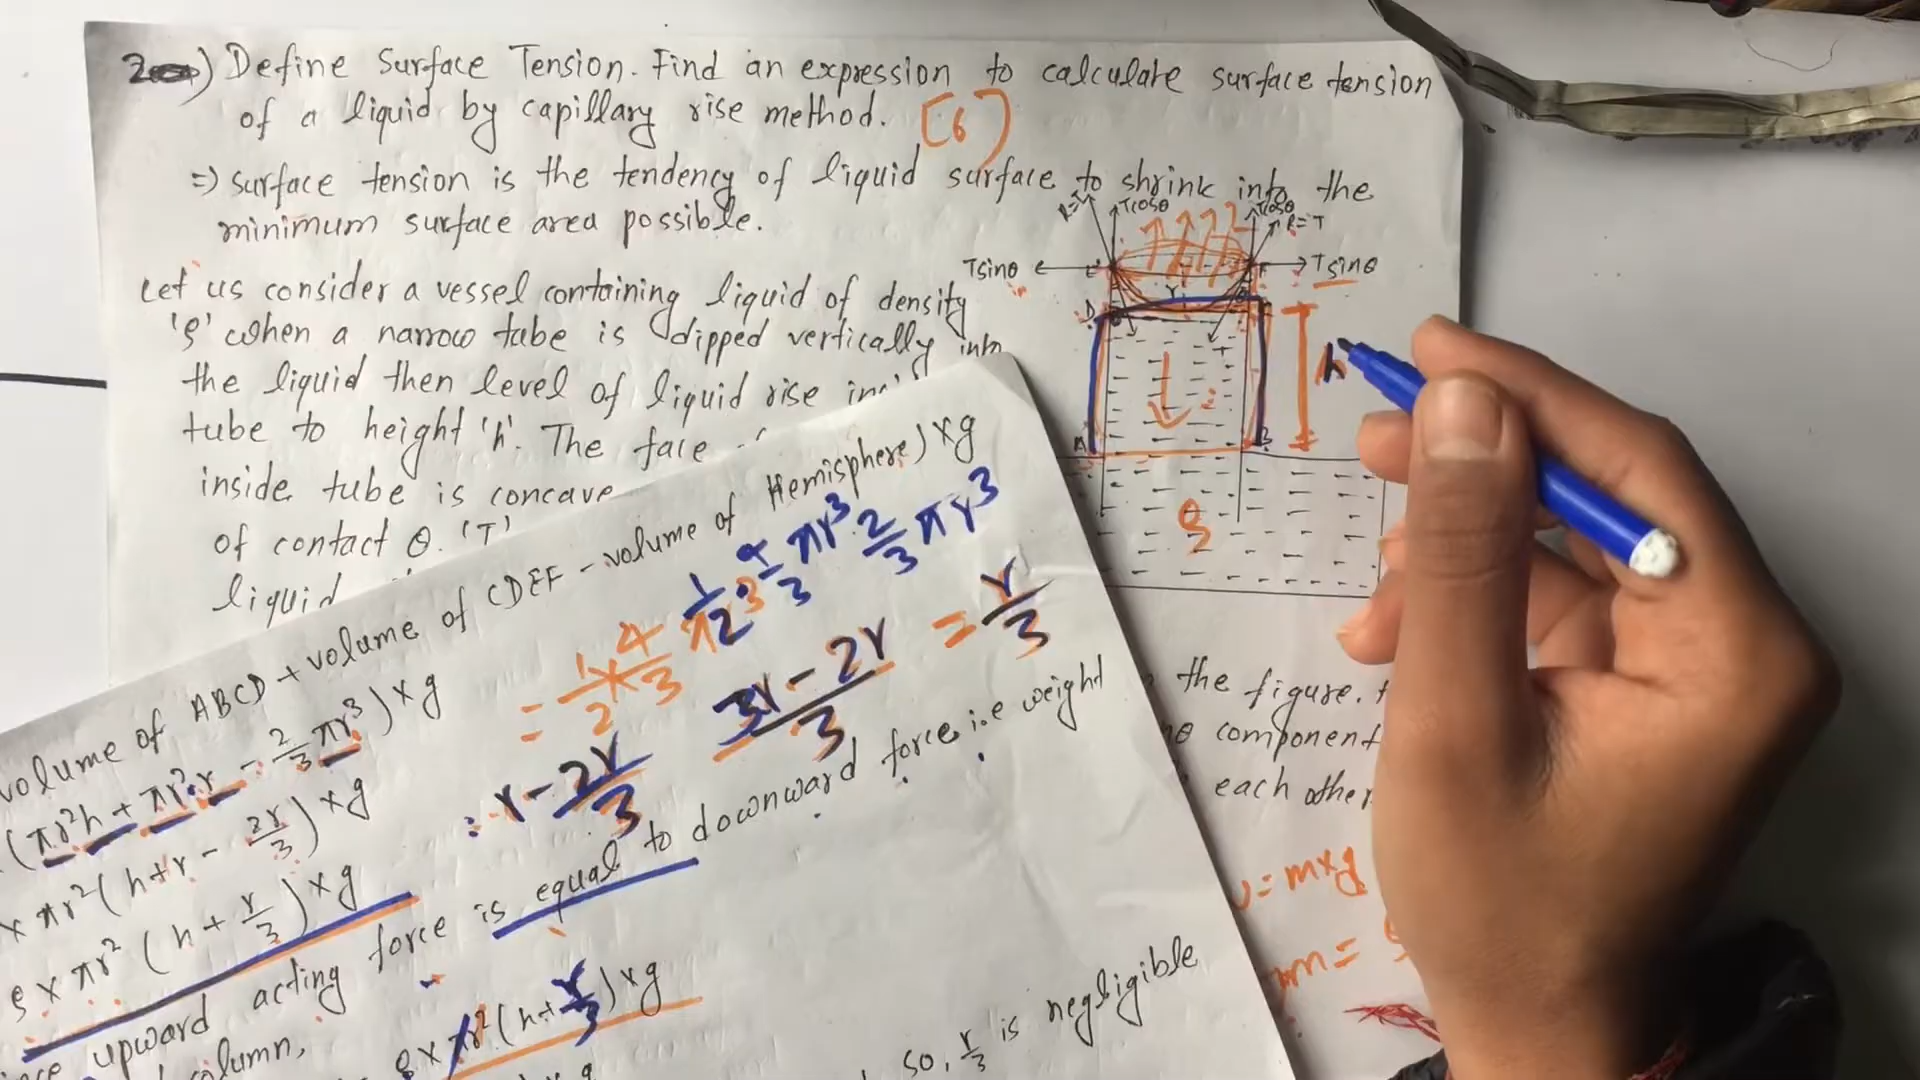 2) Define Surface Tension. Find an expression to calculate surface tension
of a liquid by capillary rise method. [6]
=> surface tension is the tendency of liquid surface to shrink into the
minimum surface area possible.
Let us consider a vessel containing liquid of density
'ρ' when a narrow tube is dipped vertically into
the liquid then level of liquid rise
tube to height 'h'. The face
inside tube is concave
of contact θ. 'T'
liquid
Tcosθ
Tcosθ
R=T
Tsinθ
Tsinθ
r
D
T
h
A
B
ρ
the figure.
component
each other
w = mxg
m = ρ
volume of ABCD + volume of CDEF - volume of Hemisphere) x g
(πr²h + πr².r - 2/3 πr³) x g
x πr² (h + r - 2r/3) x g
ρ x πr² (h + r/3) x g
1/2 4/3 πr³ 2/3 πr³
= 1x4/2x3 πr³
: r - 2r/3
3r - 2r/3 = r/3
upward acting force is equal to downward force i.e weight
column,
ρ x πr² (h + r/3) x g
so, r/3 is negligible